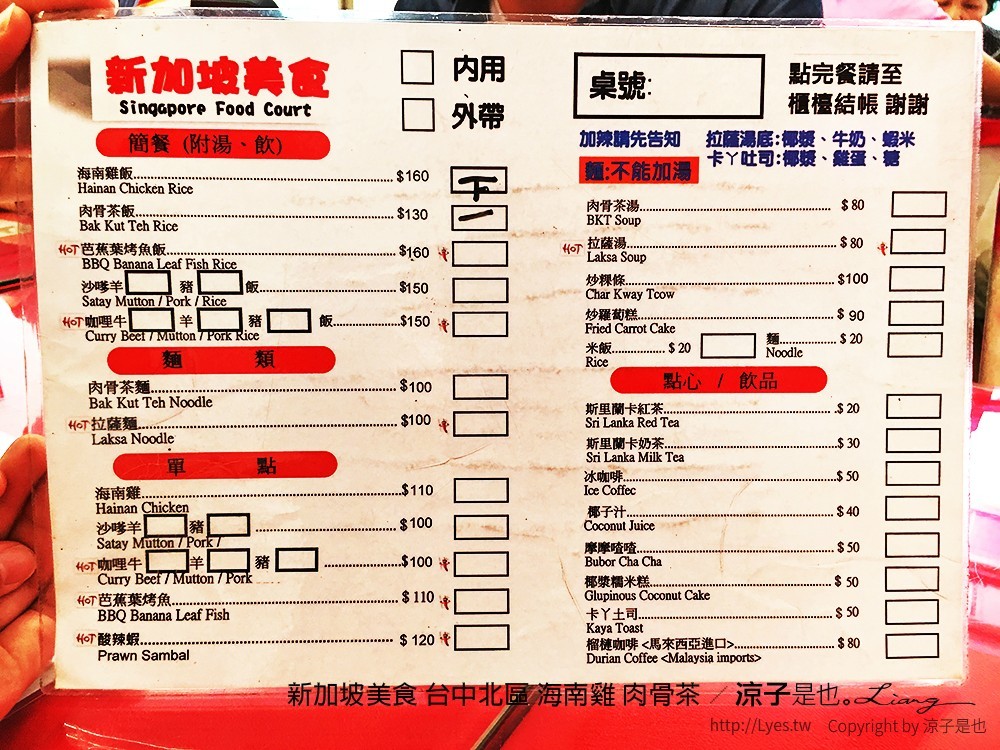 新加坡美食
Singapore Food Court
內用
外帶
桌號:
點完餐請至
櫃檯結帳 謝謝
簡餐 (附湯、飲)
海南雞飯 $160
Hainan Chicken Rice
肉骨茶飯 $130
Bak Kut Teh Rice
HOT 芭蕉葉烤魚飯 $160
BBQ Banana Leaf Fish Rice
沙嗲羊 豬 飯 $150
Satay Mutton / Pork / Rice
HOT 咖哩牛 羊 豬 飯 $150
Curry Beef / Mutton / Pork Rice
麵 類
肉骨茶麵 $100
Bak Kut Teh Noodle
HOT 拉薩麵 $100
Laksa Noodle
單 點
海南雞 $110
Hainan Chicken
沙嗲羊 豬 $100
Satay Mutton / Pork /
HOT 咖哩牛 羊 豬 $100
Curry Beef / Mutton / Pork
HOT 芭蕉葉烤魚 $110
BBQ Banana Leaf Fish
HOT 酸辣蝦 $120
Prawn Sambal
加辣請先告知 拉薩湯底:椰漿、牛奶、蝦米
卡丫吐司:椰漿、雞蛋、糖
麵:不能加湯
肉骨茶湯 $80
BKT Soup
HOT 拉薩湯 $80
Laksa Soup
炒粿條 $100
Char Kway Tcow
炒蘿蔔糕 $90
Fried Carrot Cake
米飯 $20 麵 $20
Rice Noodle
點心 / 飲品
斯里蘭卡紅茶 $20
Sri Lanka Red Tea
斯里蘭卡奶茶 $30
Sri Lanka Milk Tea
冰咖啡 $50
Ice Coffec
椰子汁 $40
Coconut Juice
摩摩喳喳 $50
Bubor Cha Cha
椰漿糯米糕 $50
Glupinous Coconut Cake
卡丫土司 $50
Kaya Toast
榴槤咖啡 <馬來西亞進口> $80
Durian Coffee <Malaysia imports>
新加坡美食 台中北區 海南雞 肉骨茶 / 涼子是也。Liang
http://Lyes.tw Copyright by 涼子是也